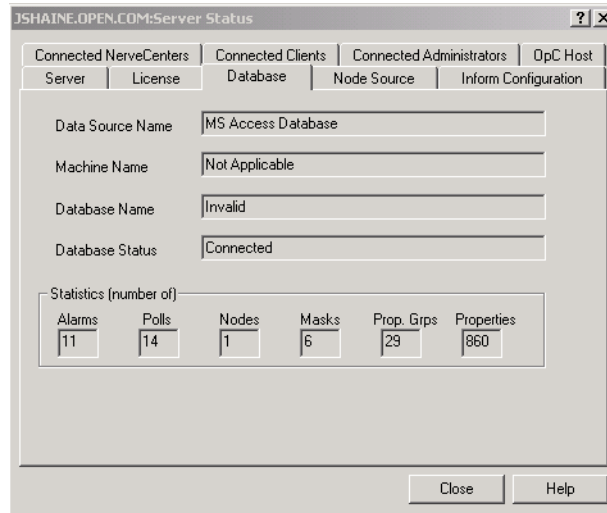 JSHAINE.OPEN.COM:Server Status
Connected NerveCenters Connected Clients Connected Administrators OpC Host
Server License Database Node Source Inform Configuration
Data Source Name MS Access Database
Machine Name Not Applicable
Database Name Invalid
Database Status Connected
Statistics (number of)
Alarms Polls Nodes Masks Prop. Grps Properties
11 14 1 6 29 860
Close Help